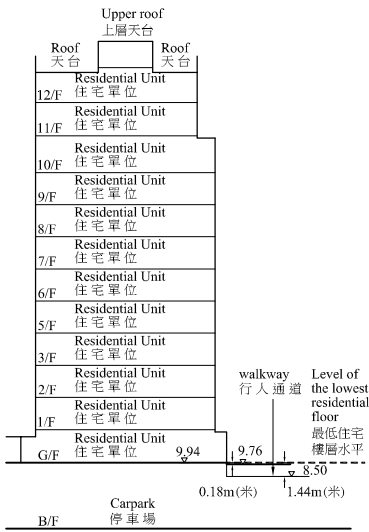 Upper roof
上層天台
Roof
天台
Roof
天台
Residential Unit
12/F 住宅單位
Residential Unit
11/F 住宅單位
Residential Unit
10/F 住宅單位
Residential Unit
9/F 住宅單位
Residential Unit
8/F 住宅單位
Residential Unit
7/F 住宅單位
Residential Unit
6/F 住宅單位
Residential Unit
5/F 住宅單位
Residential Unit
3/F 住宅單位
Residential Unit
2/F 住宅單位
Residential Unit
1/F 住宅單位
Residential Unit
G/F 住宅單位
9.94
9.76
walkway
行人通道
Level of
the lowest
residential
floor
最低住宅
樓層水平
8.50
0.18m(米)
1.44m(米)
Carpark
B/F 停車場